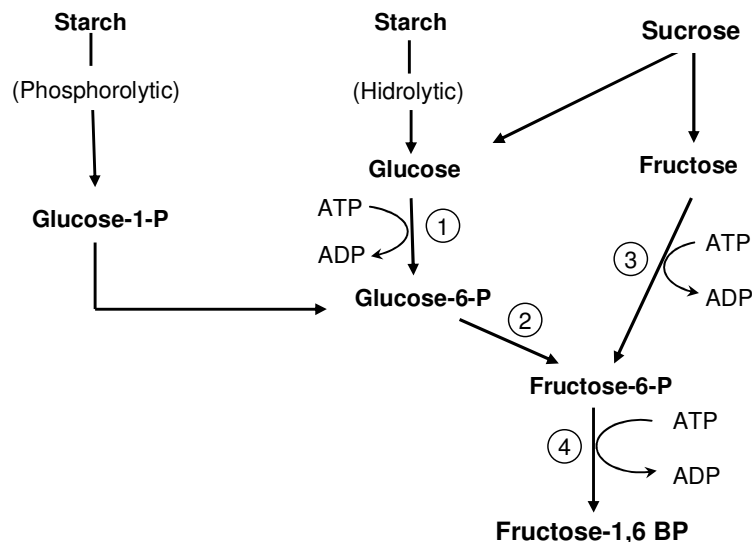 Starch
Starch
Sucrose
(Phosphorolytic)
(Hidrolytic)
Glucose
Fructose
Glucose-1-P
ATP
1
ADP
ATP
3
ADP
Glucose-6-P
2
Fructose-6-P
ATP
4
ADP
Fructose-1,6 BP